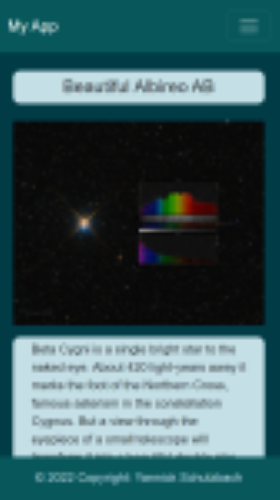 My App
Beautiful Albireo AB
Beta Cygni is a single bright star to the
naked eye. About 420 light-years away it
marks the foot of the Northern Cross,
famous asterism in the constellation
Cygnus. But a view through the
eyepiece of a small telescope will
© 2022 Copyright: Yannick Schutzbach